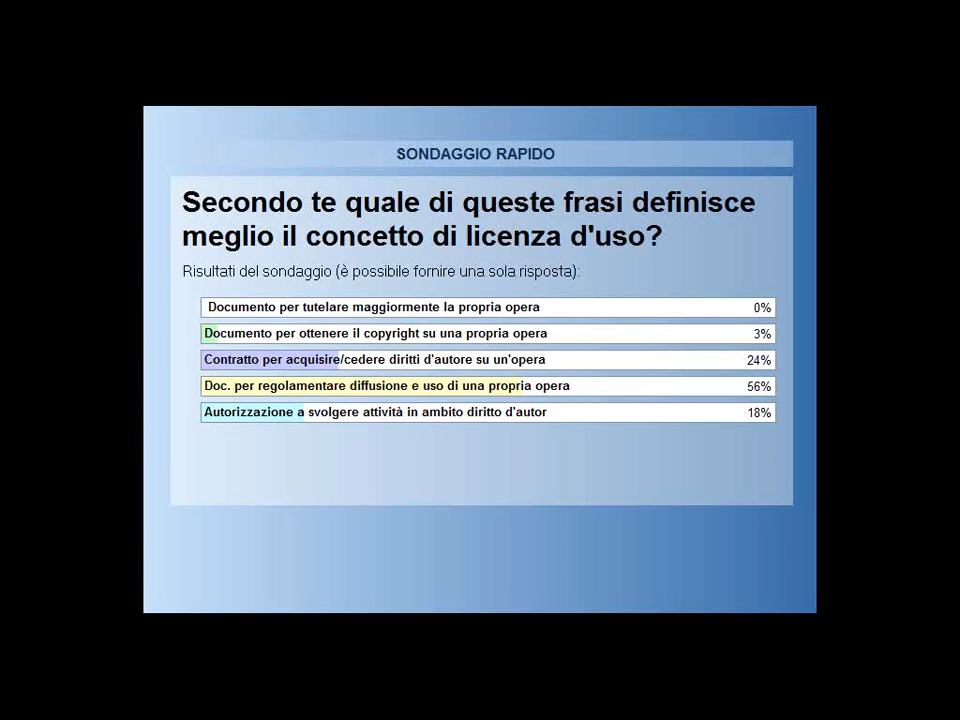 SONDAGGIO RAPIDO
Secondo te quale di queste frasi definisce
meglio il concetto di licenza d'uso?
Risultati del sondaggio (è possibile fornire una sola risposta):
Documento per tutelare maggiormente la propria opera 0%
Documento per ottenere il copyright su una propria opera 3%
Contratto per acquisire/cedere diritti d'autore su un'opera 24%
Doc. per regolamentare diffusione e uso di una propria opera 56%
Autorizzazione a svolgere attività in ambito diritto d'autor 18%